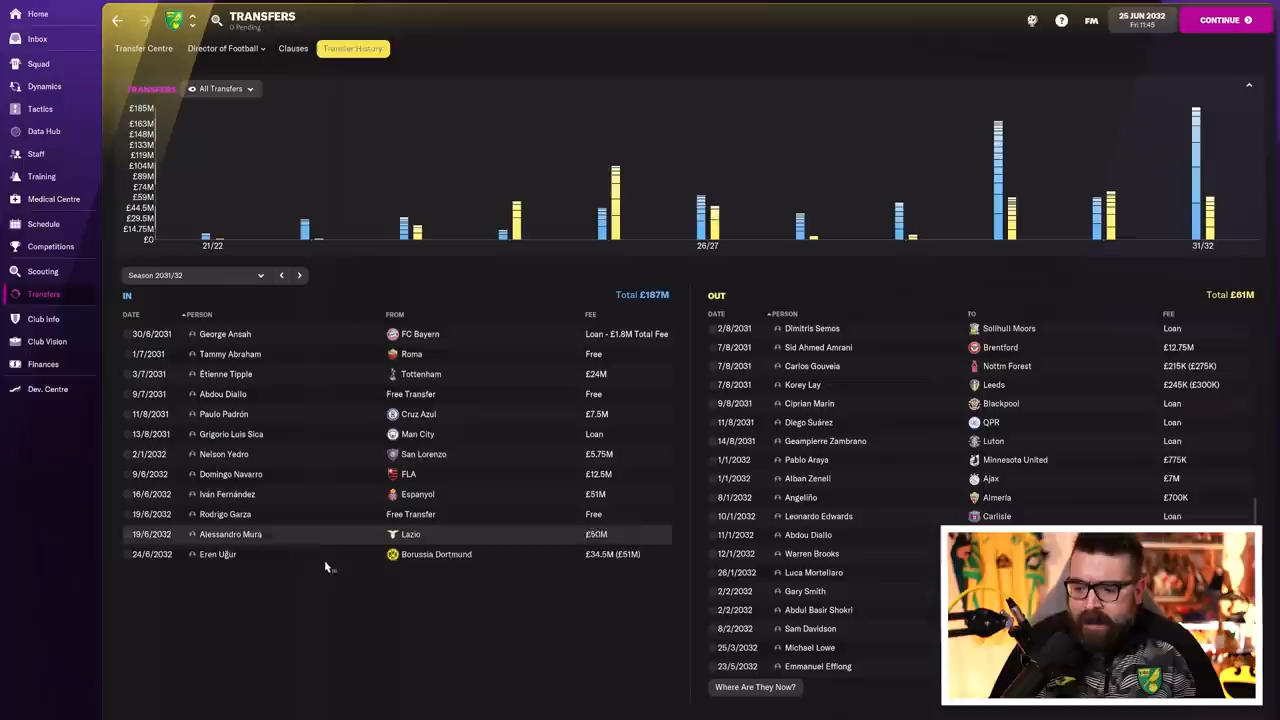 Home
Inbox
Squad
Dynamics
Tactics
Data Hub
Staff
Training
Medical Centre
Schedule
Competitions
Scouting
Transfers
Club Info
Club Vision
Finances
Dev. Centre
TRANSFERS
0 Pending
FM
25 JUN 2032
Fri 11:45
CONTINUE
Transfer Centre
Director of Football
Clauses
Transfer History
TRANSFERS
All Transfers
£185M
£163M
£148M
£133M
£119M
£104M
£89M
£74M
£59M
£44.5M
£29.5M
£14.75M
£0
21/22
26/27
31/32
Season 2031/32
IN
Total £187M
DATE PERSON FROM FEE
30/6/2031 George Ansah FC Bayern Loan - £1.8M Total Fee
1/7/2031 Tammy Abraham Roma Free
3/7/2031 Étienne Tipple Tottenham £24M
9/7/2031 Abdou Diallo Free Transfer Free
11/8/2031 Paulo Padrón Cruz Azul £7.5M
13/8/2031 Grigorio Luis Sica Man City Loan
2/1/2032 Nelson Yedro San Lorenzo £5.75M
9/6/2032 Domingo Navarro FLA £12.5M
16/6/2032 Iván Fernández Espanyol £51M
19/6/2032 Rodrigo Garza Free Transfer Free
19/6/2032 Alessandro Mura Lazio £50M
24/6/2032 Eren Uğur Borussia Dortmund £34.5M (£51M)
OUT
Total £61M
DATE PERSON TO FEE
2/8/2031 Dimitris Semos Solihull Moors Loan
7/8/2031 Sid Ahmed Amrani Brentford £12.75M
7/8/2031 Carlos Gouveia Nottm Forest £215K (£275K)
7/8/2031 Korey Lay Leeds £245K (£300K)
9/8/2031 Ciprian Marin Blackpool Loan
11/8/2031 Diego Suárez QPR Loan
14/8/2031 Geampierre Zambrano Luton Loan
1/1/2032 Pablo Araya Minnesota United £775K
1/1/2032 Alban Zenell Ajax £7M
8/1/2032 Angeliño Almería £700K
10/1/2032 Leonardo Edwards Carlisle Loan
11/1/2032 Abdou Diallo
12/1/2032 Warren Brooks
26/1/2032 Luca Mortellaro
2/2/2032 Gary Smith
2/2/2032 Abdul Basir Shokri
8/2/2032 Sam Davidson
25/3/2032 Michael Lowe
23/5/2032 Emmanuel Effiong
Where Are They Now?